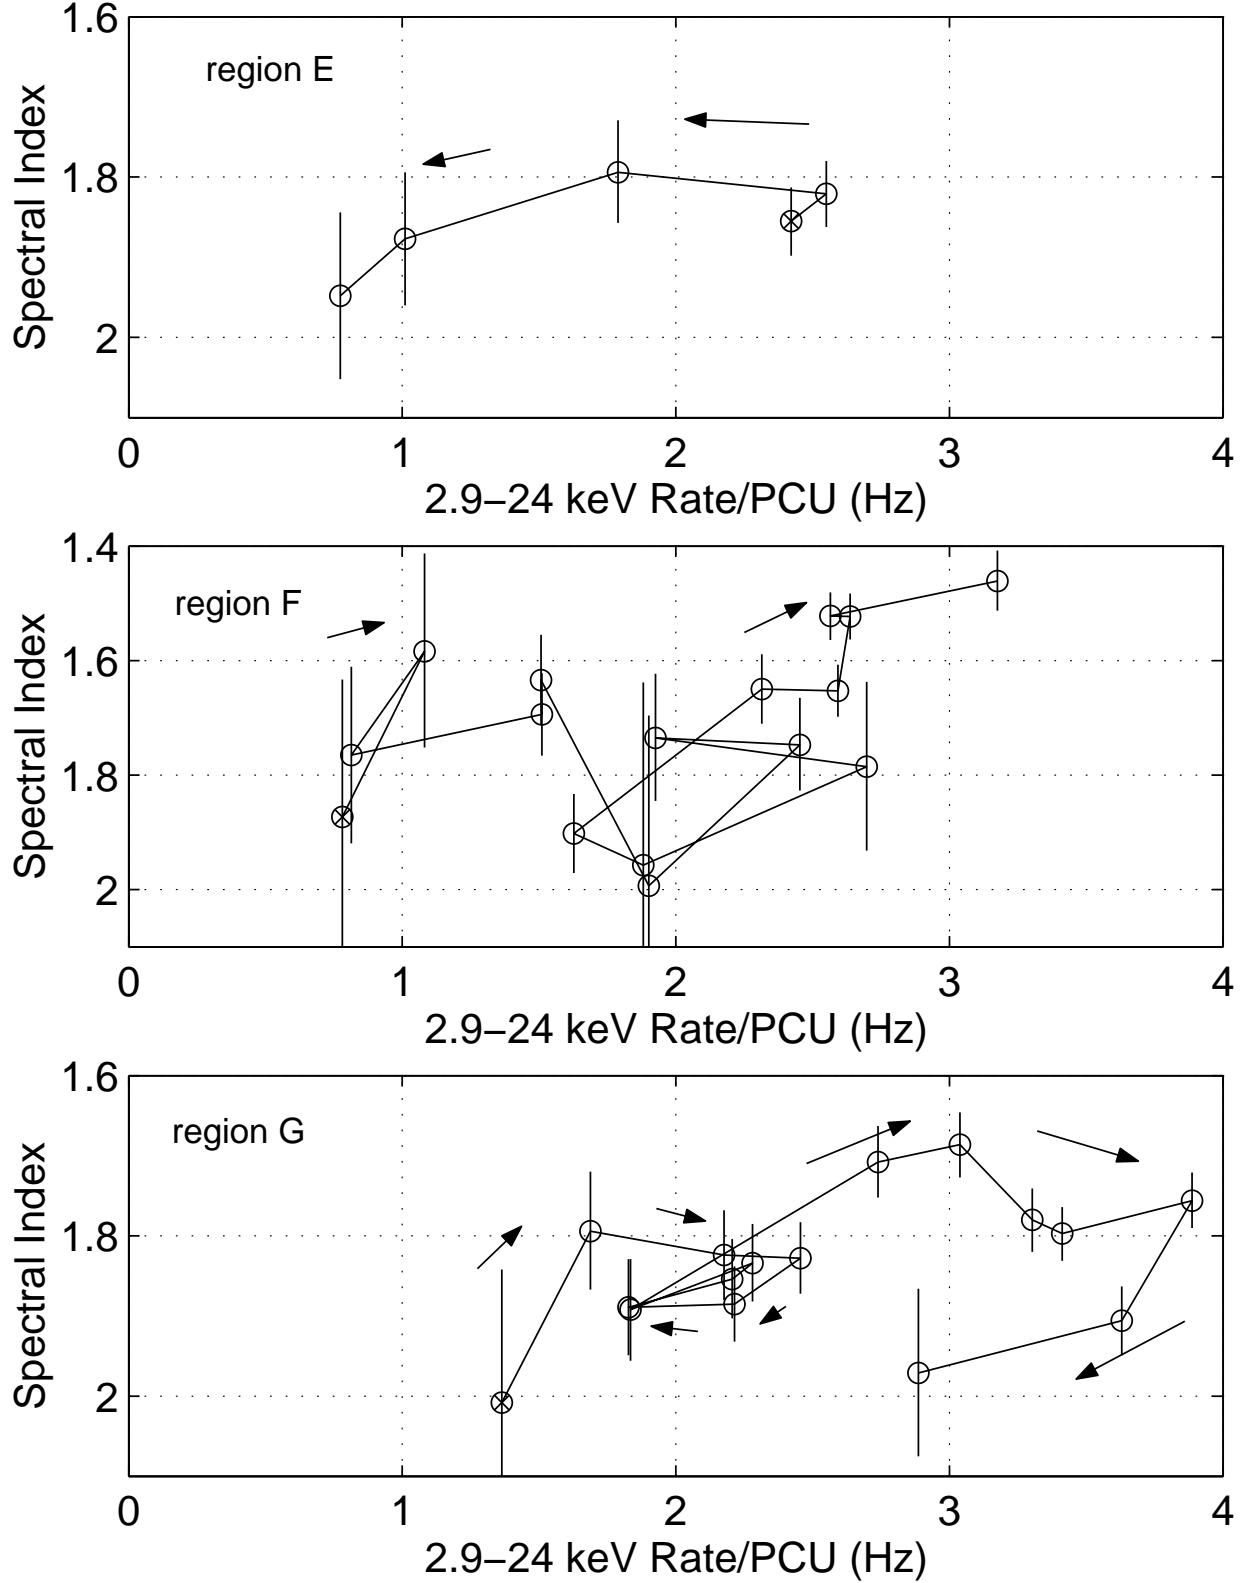 1.6
region E
1.8
2
Spectral Index
0 1 2 3 4
2.9–24 keV Rate/PCU (Hz)
1.4
region F
1.6
1.8
2
Spectral Index
0 1 2 3 4
2.9–24 keV Rate/PCU (Hz)
1.6
region G
1.8
2
Spectral Index
0 1 2 3 4
2.9–24 keV Rate/PCU (Hz)